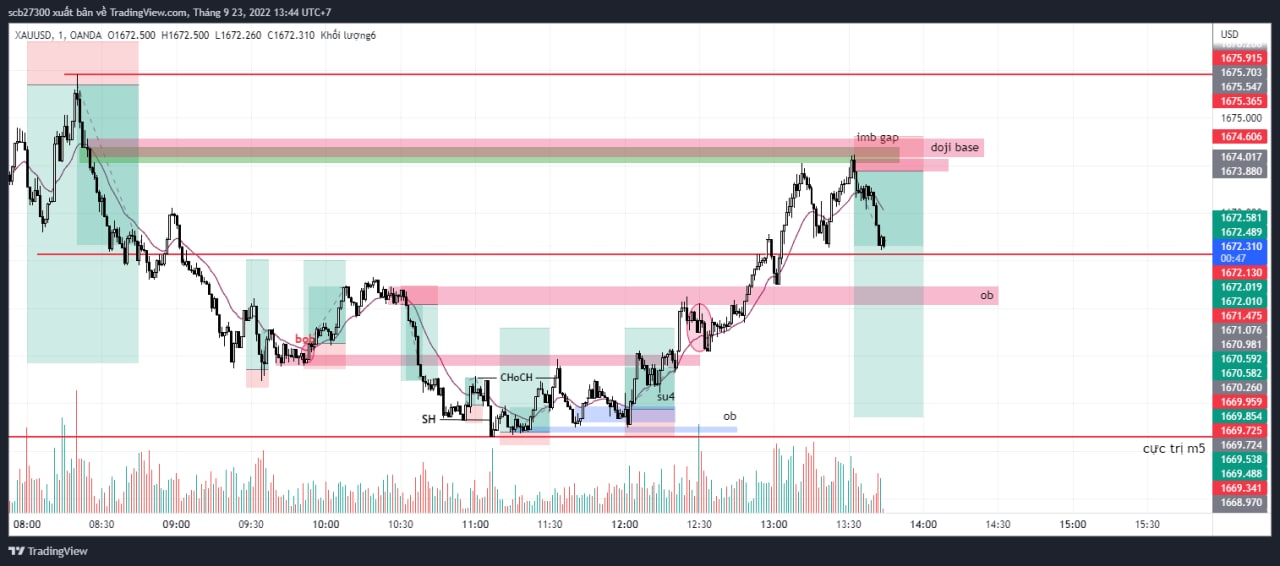 scb27300 xuất bản về TradingView.com, Tháng 9 23, 2022 13:44 UTC+7
XAUUSD, 1, OANDA O1672.500 H1672.500 L1672.260 C1672.310 Khối lượng6
USD
1675.915
1675.703
1675.547
1675.365
1675.000
1674.606
1674.017
1673.880
1672.581
1672.489
1672.310
00:47
1672.130
1672.019
1672.010
1671.475
1671.076
1670.981
1670.592
1670.582
1670.260
1669.959
1669.854
1669.725
1669.724
1669.538
1669.488
1669.341
1668.970
imb gap
doji base
ob
bob
CHoCH
su4
SH
ob
cực trị m5
08:00 08:30 09:00 09:30 10:00 10:30 11:00 11:30 12:00 12:30 13:00 13:30 14:00 14:30 15:00 15:30
TradingView